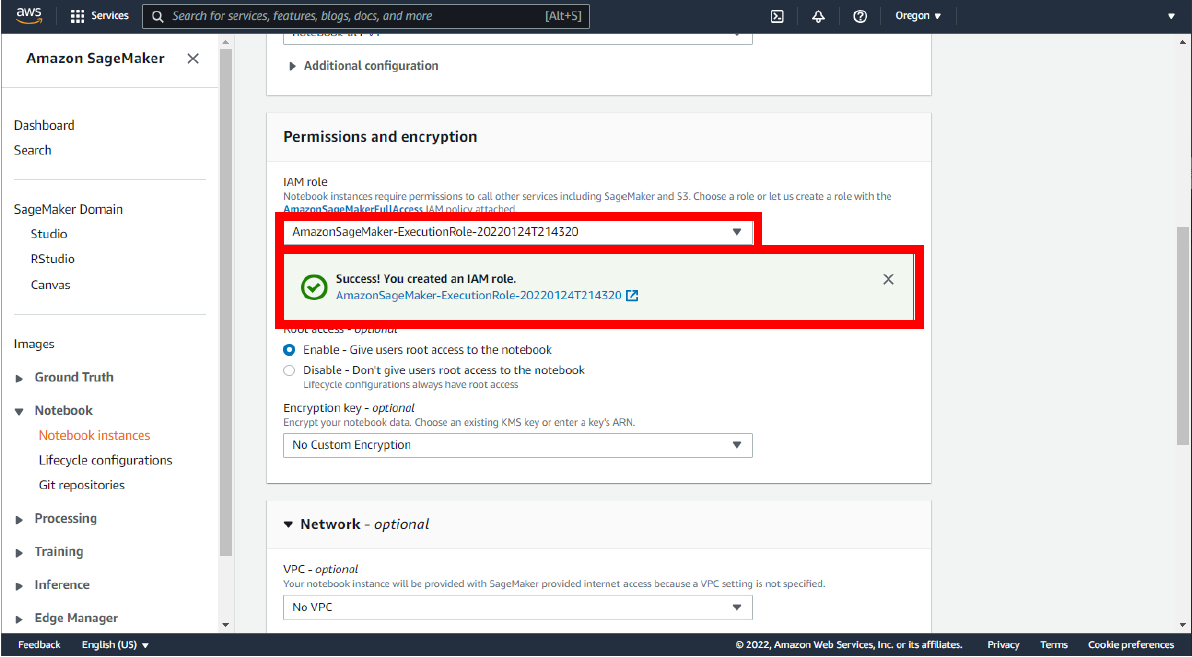 aws
Services
Search for services, features, blogs, docs, and more
[Alt+S]
Oregon
Amazon SageMaker
Dashboard
Search
SageMaker Domain
Studio
RStudio
Canvas
Images
Ground Truth
Notebook
Notebook instances
Lifecycle configurations
Git repositories
Processing
Training
Inference
Edge Manager
Additional configuration
Permissions and encryption
IAM role
Notebook instances require permissions to call other services including SageMaker and S3. Choose a role or let us create a role with the
AmazonSageMakerFullAccess IAM policy attached.
AmazonSageMaker-ExecutionRole-20220124T214320
Success! You created an IAM role.
AmazonSageMaker-ExecutionRole-20220124T214320
Root access - optional
Enable - Give users root access to the notebook
Disable - Don't give users root access to the notebook
Lifecycle configurations always have root access
Encryption key - optional
Encrypt your notebook data. Choose an existing KMS key or enter a key's ARN.
No Custom Encryption
Network - optional
VPC - optional
Your notebook instance will be provided with SageMaker provided internet access because a VPC setting is not specified.
No VPC
Feedback
English (US)
© 2022, Amazon Web Services, Inc. or its affiliates.
Privacy
Terms
Cookie preferences